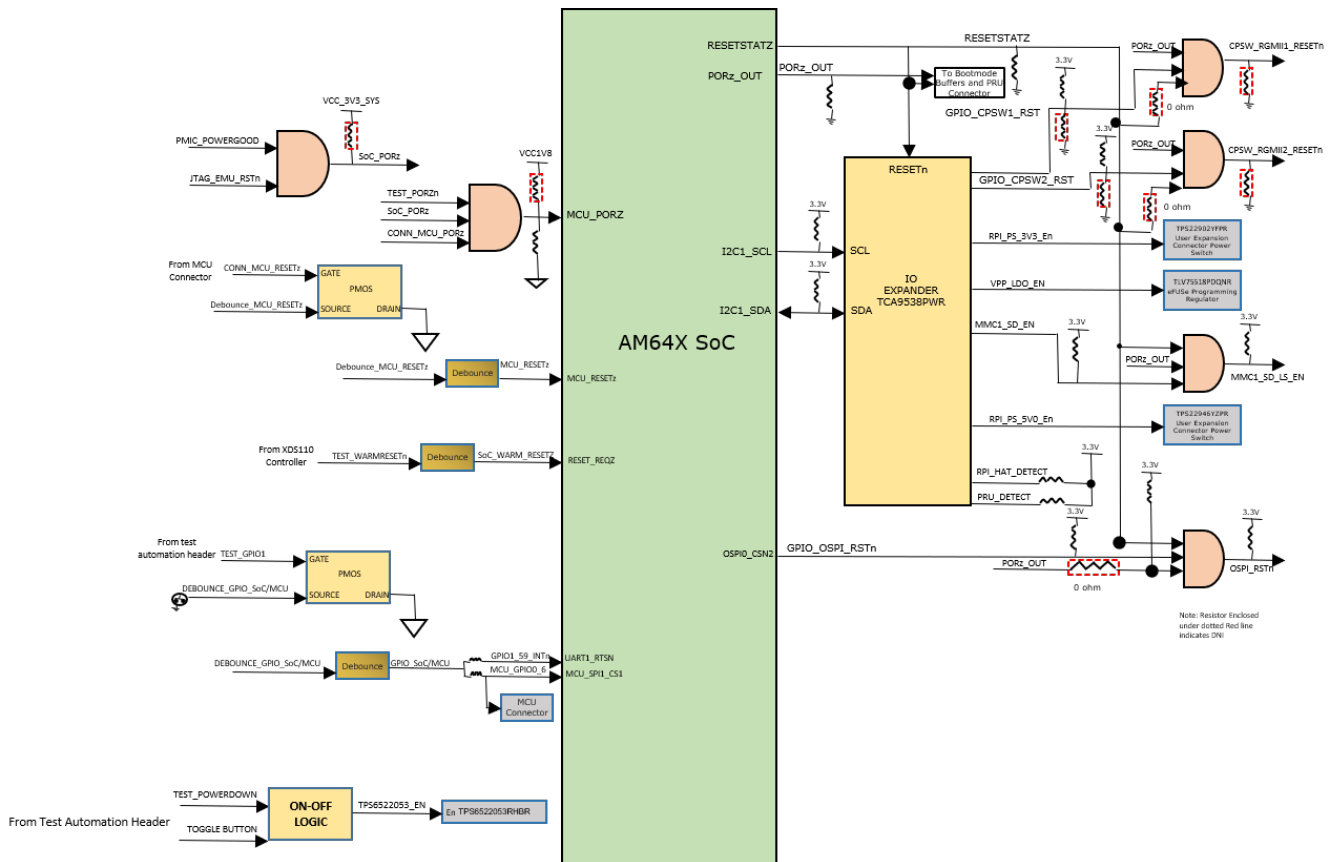 RESETSTATZ
RESETSTATZ
PORz_OUT
PORz_OUT
To Bootmode
Buffers and PRU
Connector
GPIO_CPSW1_RST
3.3V
3.3V
PORz_OUT
CPSW_RGMII1_RESETn
0 ohm
PORz_OUT
CPSW_RGMII2_RESETn
0 ohm
VCC_3V3_SYS
PMIC_POWERGOOD
JTAG_EMU_RSTn
SoC_PORz
VCC1V8
TEST_PORZn
SoC_PORz
CONN_MCU_PORz
MCU_PORZ
RESETn
GPIO_CPSW2_RST
3.3V
3.3V
I2C1_SCL
SCL
I2C1_SDA
SDA
IO
EXPANDER
TCA9538PWR
RPI_PS_3V3_En
TPS22902YFPR
User Expansion
Connector Power
Switch
VPP_LDO_EN
TLV75518PDQNR
eFUSe Programming
Regulator
MMC1_SD_EN
3.3V
3.3V
PORz_OUT
MMC1_SD_LS_EN
RPI_PS_5V0_En
TPS22946YZPR
User Expansion
Connector Power
Switch
RPI_HAT_DETECT
PRU_DETECT
3.3V
3.3V
3.3V
3.3V
OSPI0_CSN2
GPIO_OSPI_RSTn
PORz_OUT
0 ohm
OSPI_RSTn
Note: Resistor Enclosed
under dotted Red line
indicates DNI
From MCU
Connector
CONN_MCU_RESETz
Debounce_MCU_RESETz
GATE
PMOS
SOURCE
DRAIN
AM64X SoC
Debounce_MCU_RESETz
Debounce
MCU_RESETz
MCU_RESETz
From XDS110
Controller
TEST_WARMRESETn
Debounce
SoC_WARM_RESETZ
RESET_REQZ
From test
automation header
TEST_GPIO1
DEBOUNCE_GPIO_SoC/MCU
GATE
PMOS
SOURCE
DRAIN
DEBOUNCE_GPIO_SoC/MCU
Debounce
GPIO_SoC/MCU
GPIO1_59_INTn
UART1_RTSN
MCU_GPIO0_6
MCU_SPI1_CS1
MCU
Connector
TEST_POWERDOWN
From Test Automation Header
TOGGLE BUTTON
ON-OFF
LOGIC
TPS6522053_EN
En TPS6522053RHBR